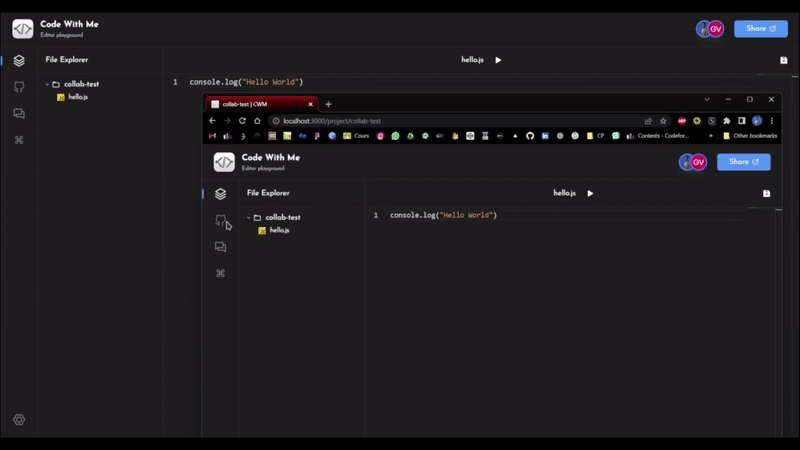 Code With Me
Editor playground
GV
Share
File Explorer
hello.js
collab-test
hello.js
1 console.log("Hello World")
collab-test | CWM
localhost:3000/project/collab-test
Cours
CP
Contests - Codefor...
»
Other bookmarks
Code With Me
Editor playground
GV
Share
File Explorer
hello.js
collab-test
hello.js
1 console.log("Hello World")